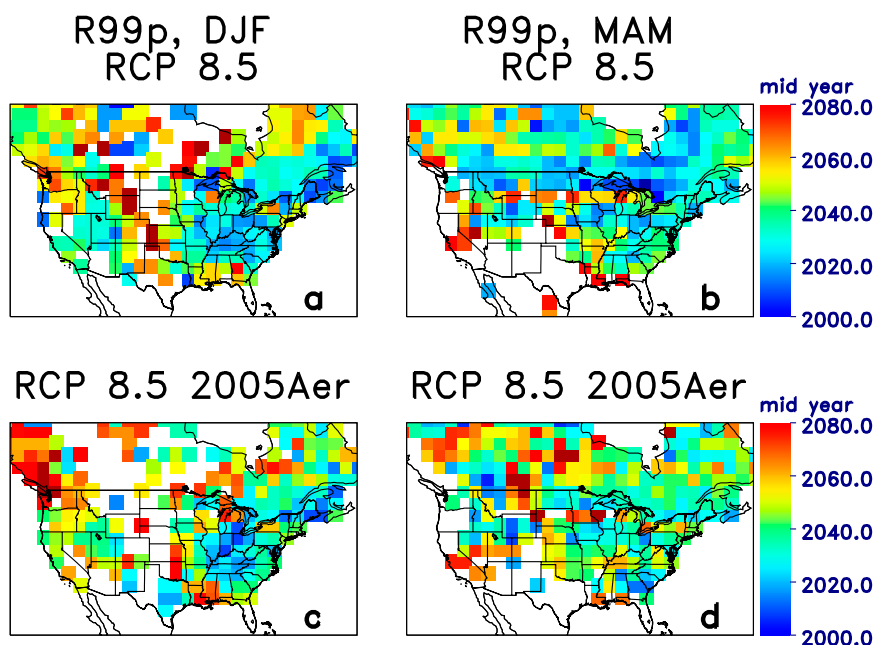 R99p, DJF
RCP 8.5
R99p, MAM
RCP 8.5
mid year
2080.0
2060.0
2040.0
2020.0
2000.0
a
b
RCP 8.5 2005Aer
RCP 8.5 2005Aer
mid year
2080.0
2060.0
2040.0
2020.0
2000.0
c
d